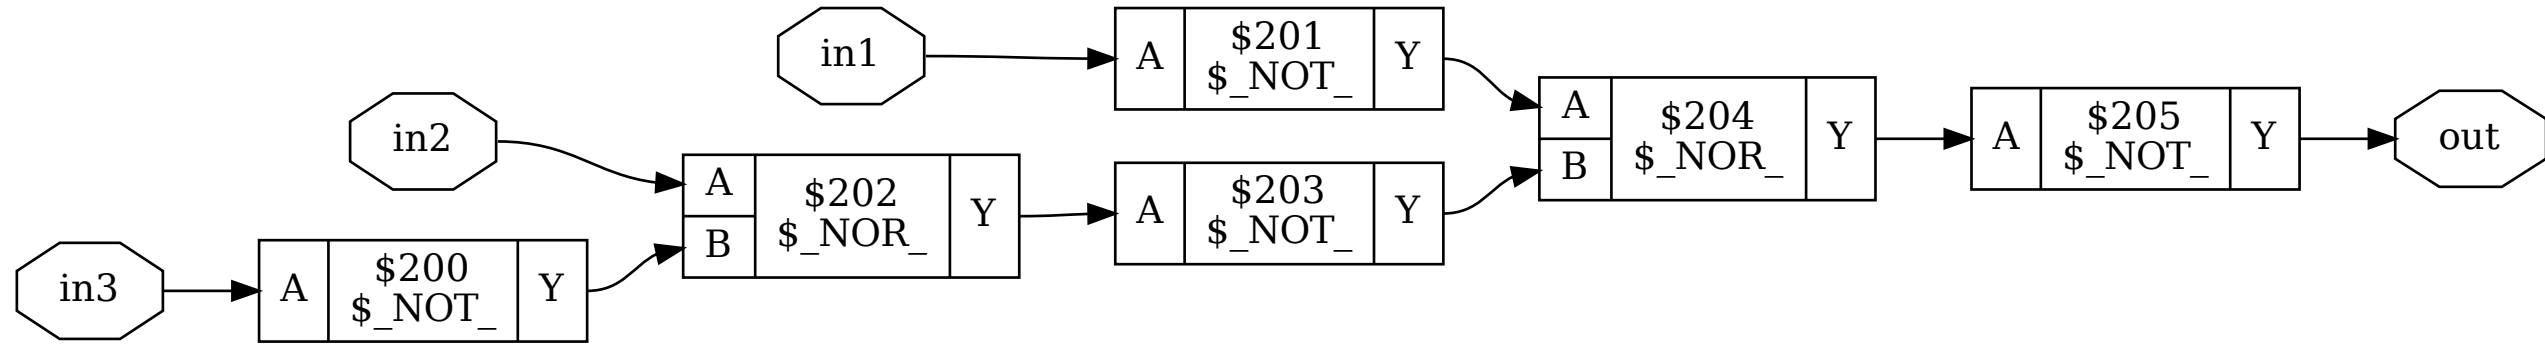 in1
A
$201
$_NOT_
Y
in2
A
B
$202
$_NOR_
Y
in3
A
$200
$_NOT_
Y
A
$203
$_NOT_
Y
A
B
$204
$_NOR_
Y
A
$205
$_NOT_
Y
out